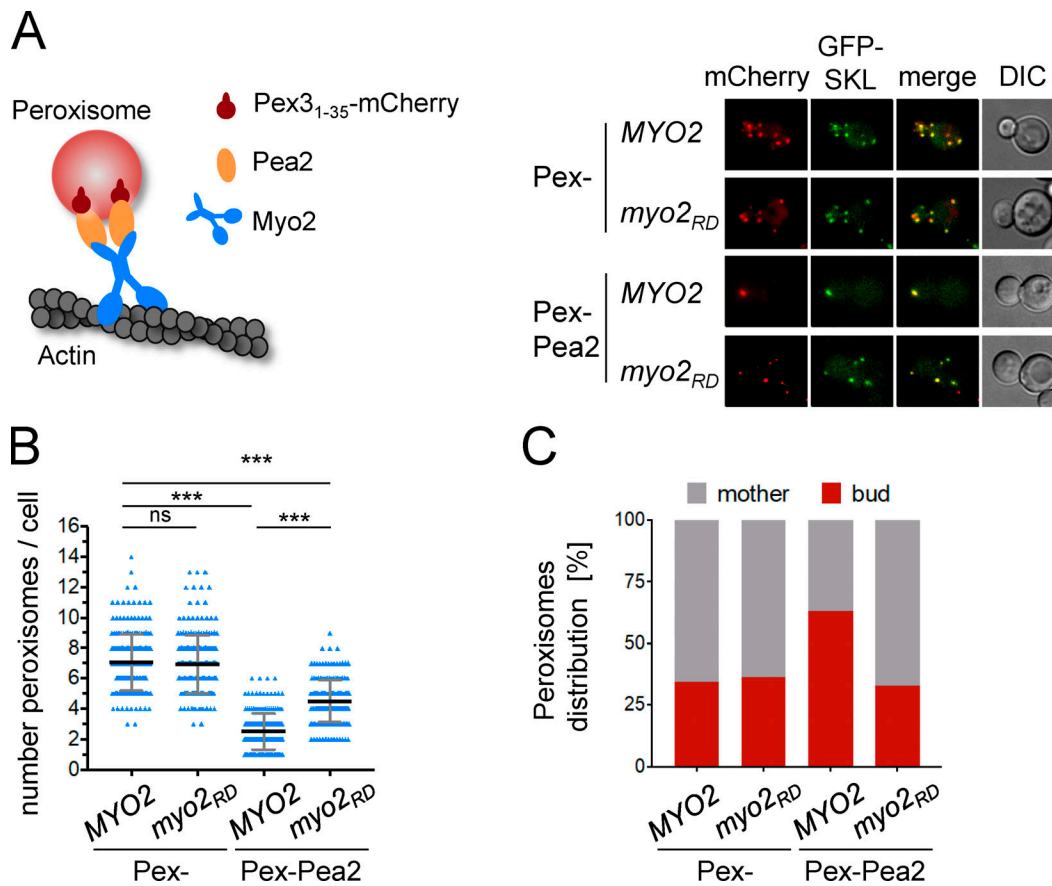 A
Peroxisome
Pex31-35-mCherry
Pea2
Myo2
Actin
mCherry GFP-SKL merge DIC
Pex-
MYO2
myo2RD
Pex-Pea2
MYO2
myo2RD
B
number peroxisomes / cell
***
***
ns
***
16
14
12
10
8
6
4
2
0
MYO2 myo2RD MYO2 myo2RD
Pex- Pex-Pea2
C
mother bud
Peroxisomes
distribution [%]
100
75
50
25
0
MYO2 myo2RD MYO2 myo2RD
Pex- Pex-Pea2